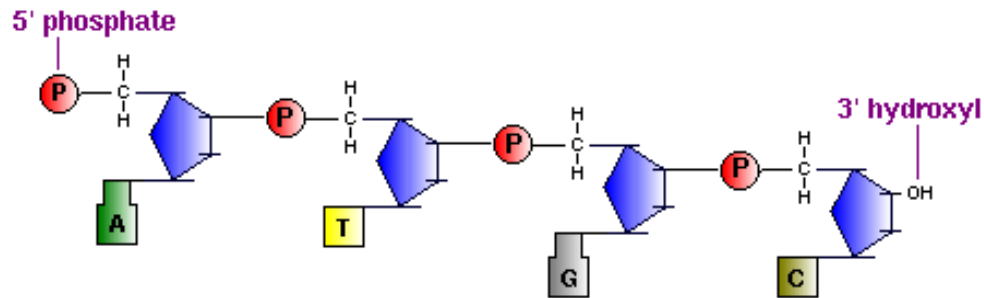 5' phosphate
H H H H
P C P C P C P C
H H H H
3' hydroxyl
OH
A T G C